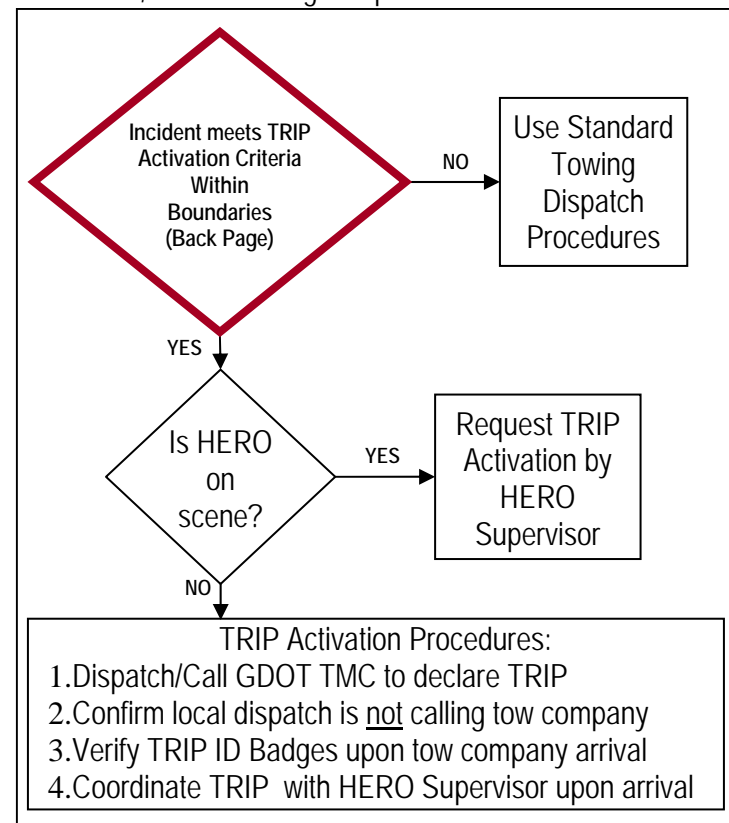 Incident meets TRIP
Activation Criteria
Within
Boundaries
(Back Page)
NO
Use Standard
Towing
Dispatch
Procedures
YES
Is HERO
on
scene?
YES
Request TRIP
Activation by
HERO
Supervisor
NO
TRIP Activation Procedures:
1.Dispatch/Call GDOT TMC to declare TRIP
2.Confirm local dispatch is not calling tow company
3.Verify TRIP ID Badges upon tow company arrival
4.Coordinate TRIP with HERO Supervisor upon arrival